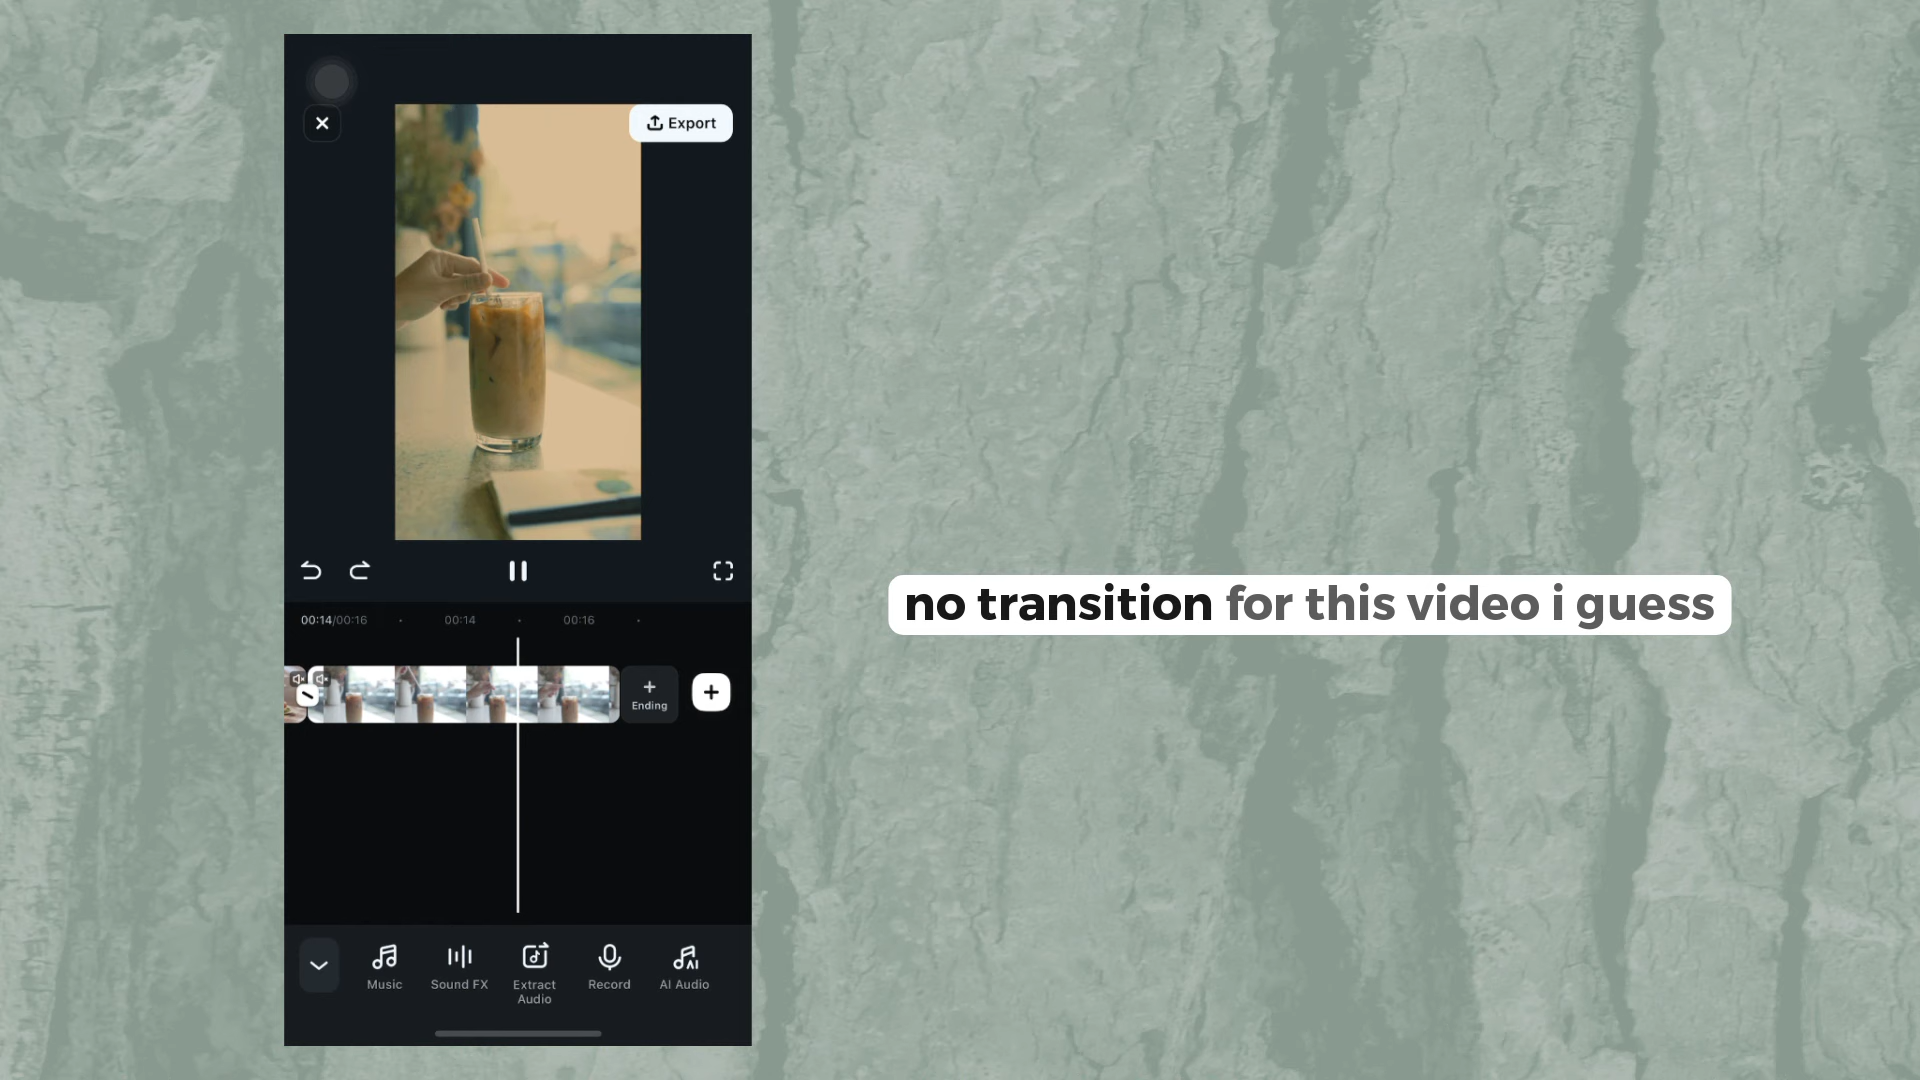 Export
00:14/00:16
00:14
00:16
+ Ending
Music
Sound FX
Extract Audio
Record
AI Audio
no transition for this video i guess